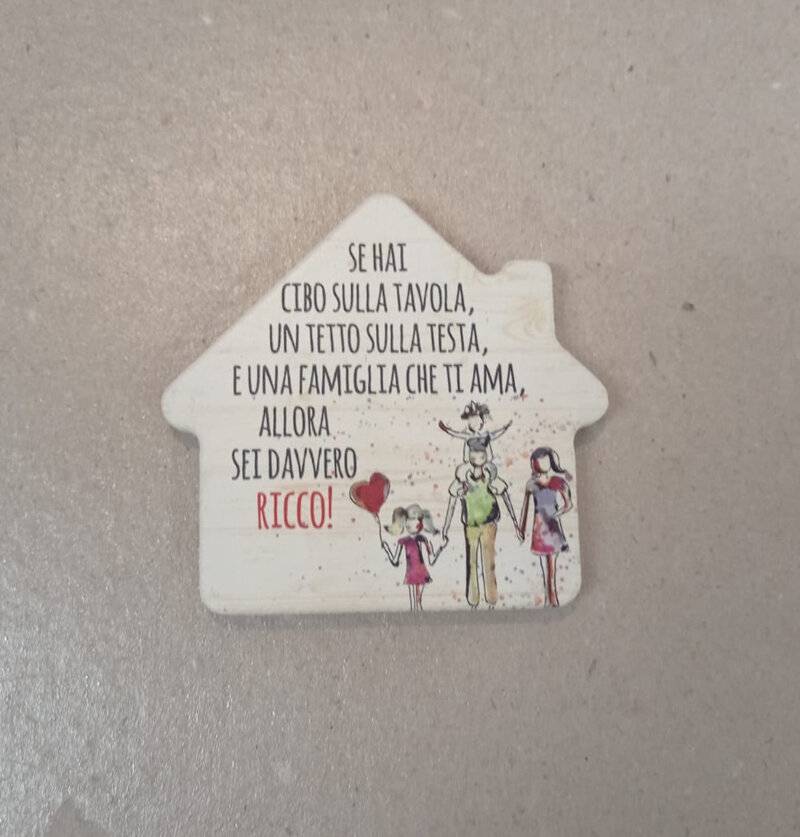 SE HAI
CIBO SULLA TAVOLA,
UN TETTO SULLA TESTA,
E UNA FAMIGLIA CHE TI AMA,
ALLORA
SEI DAVVERO
RICCO!